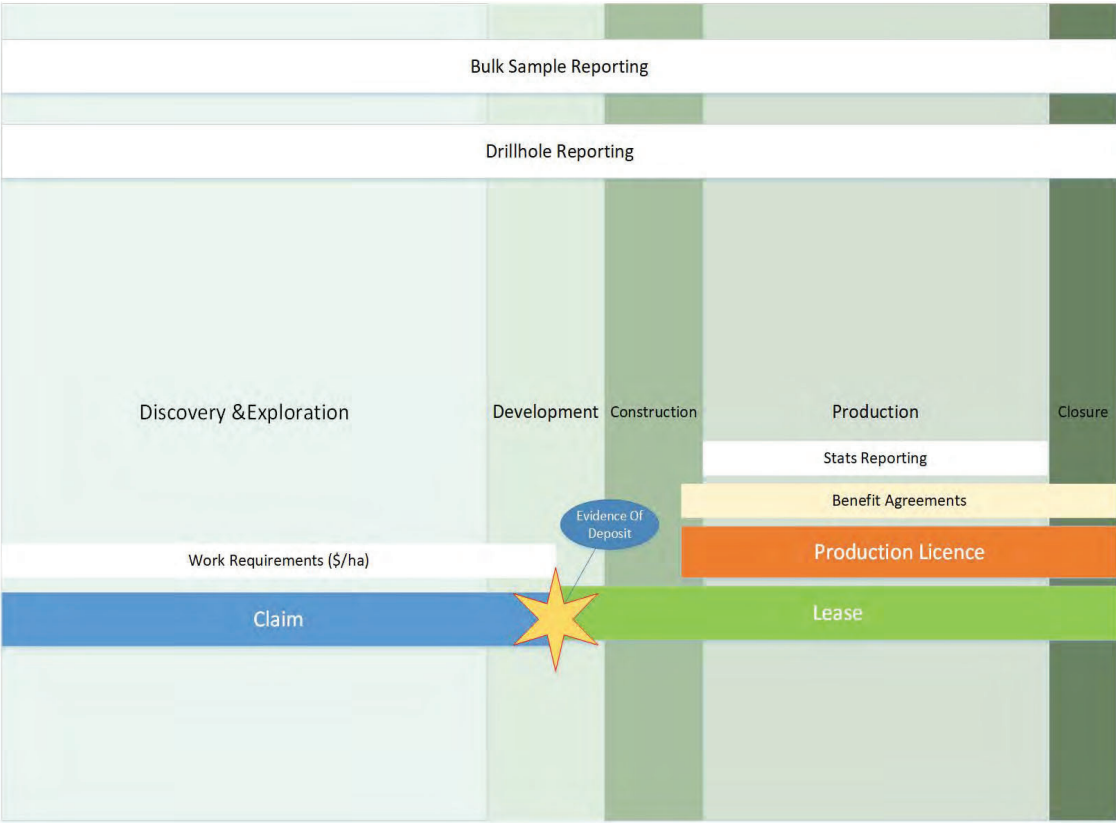 Bulk Sample Reporting
Drillhole Reporting
Discovery &Exploration
Development
Construction
Production
Closure
Stats Reporting
Benefit Agreements
Evidence Of
Deposit
Production Licence
Work Requirements ($/ha)
Claim
Lease